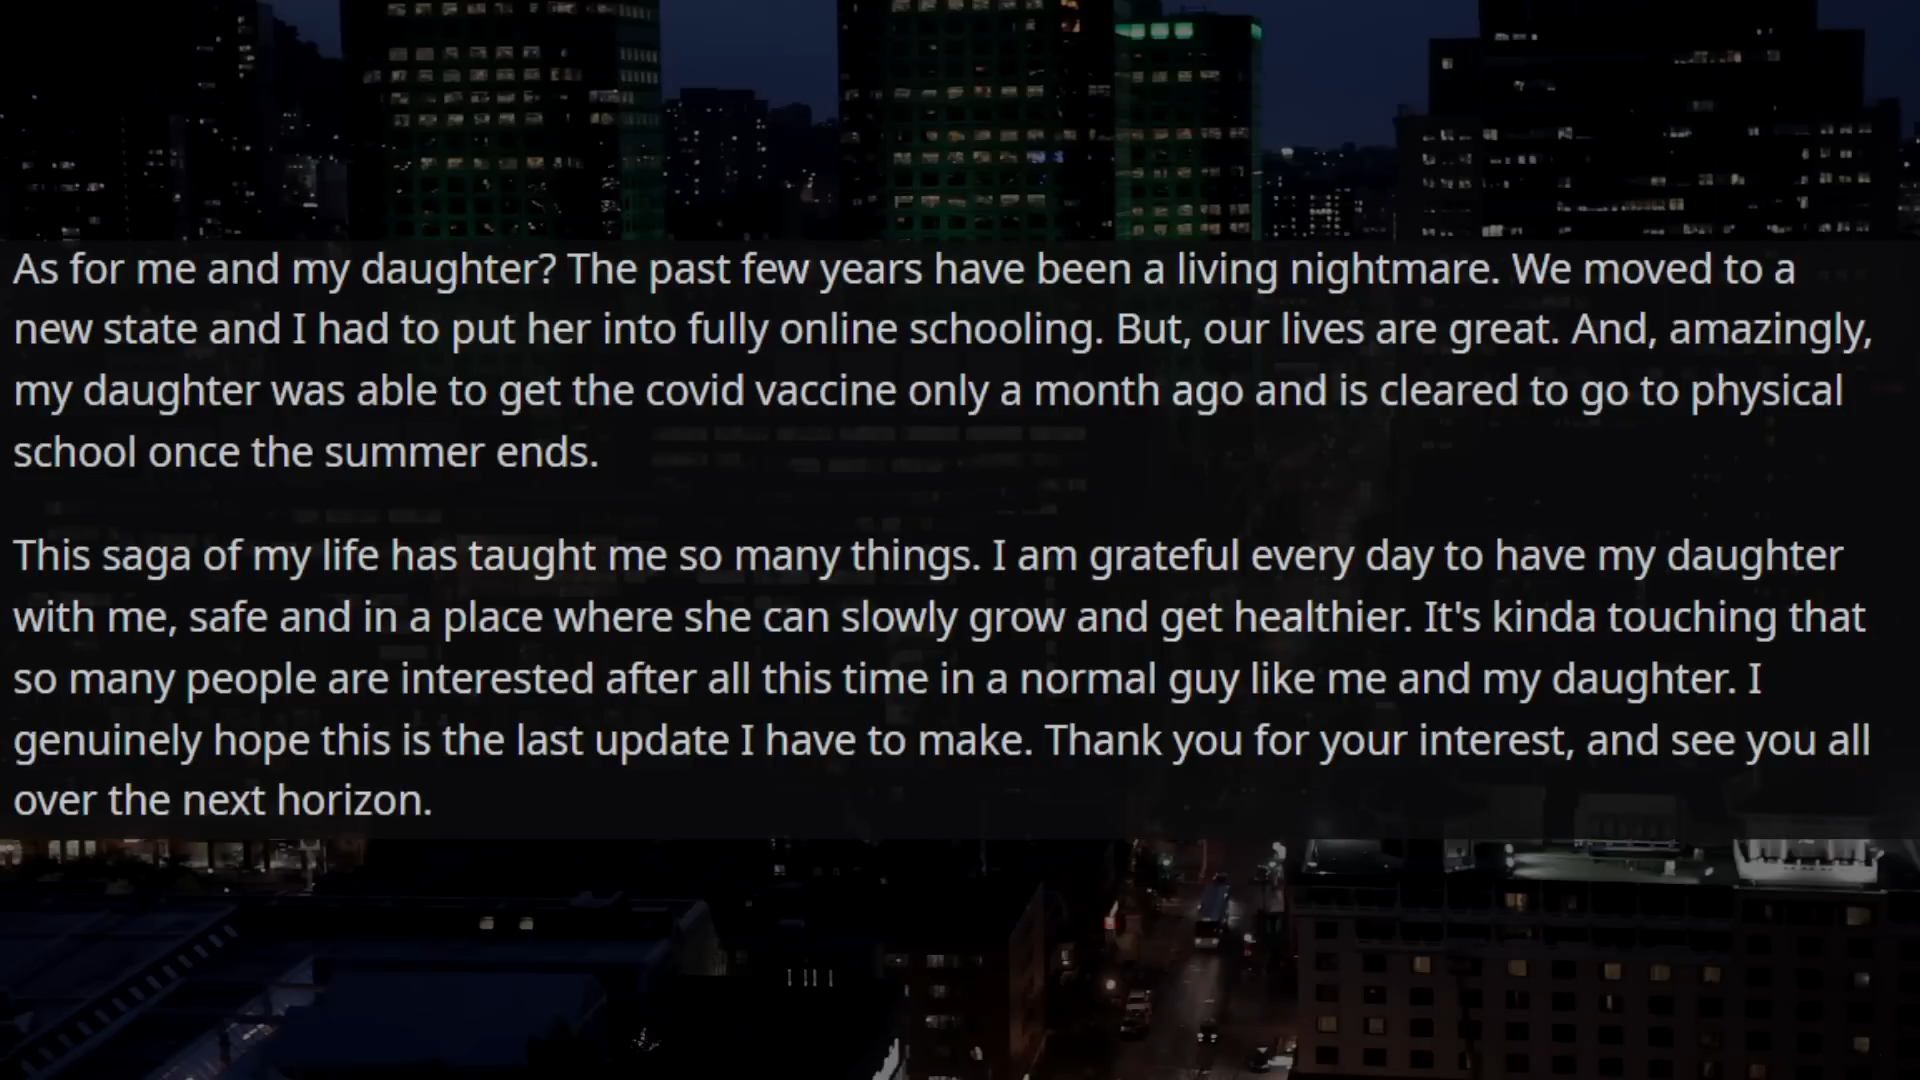 As for me and my daughter? The past few years have been a living nightmare. We moved to a
new state and I had to put her into fully online schooling. But, our lives are great. And, amazingly,
my daughter was able to get the covid vaccine only a month ago and is cleared to go to physical
school once the summer ends.
This saga of my life has taught me so many things. I am grateful every day to have my daughter
with me, safe and in a place where she can slowly grow and get healthier. It's kinda touching that
so many people are interested after all this time in a normal guy like me and my daughter. I
genuinely hope this is the last update I have to make. Thank you for your interest, and see you all
over the next horizon.